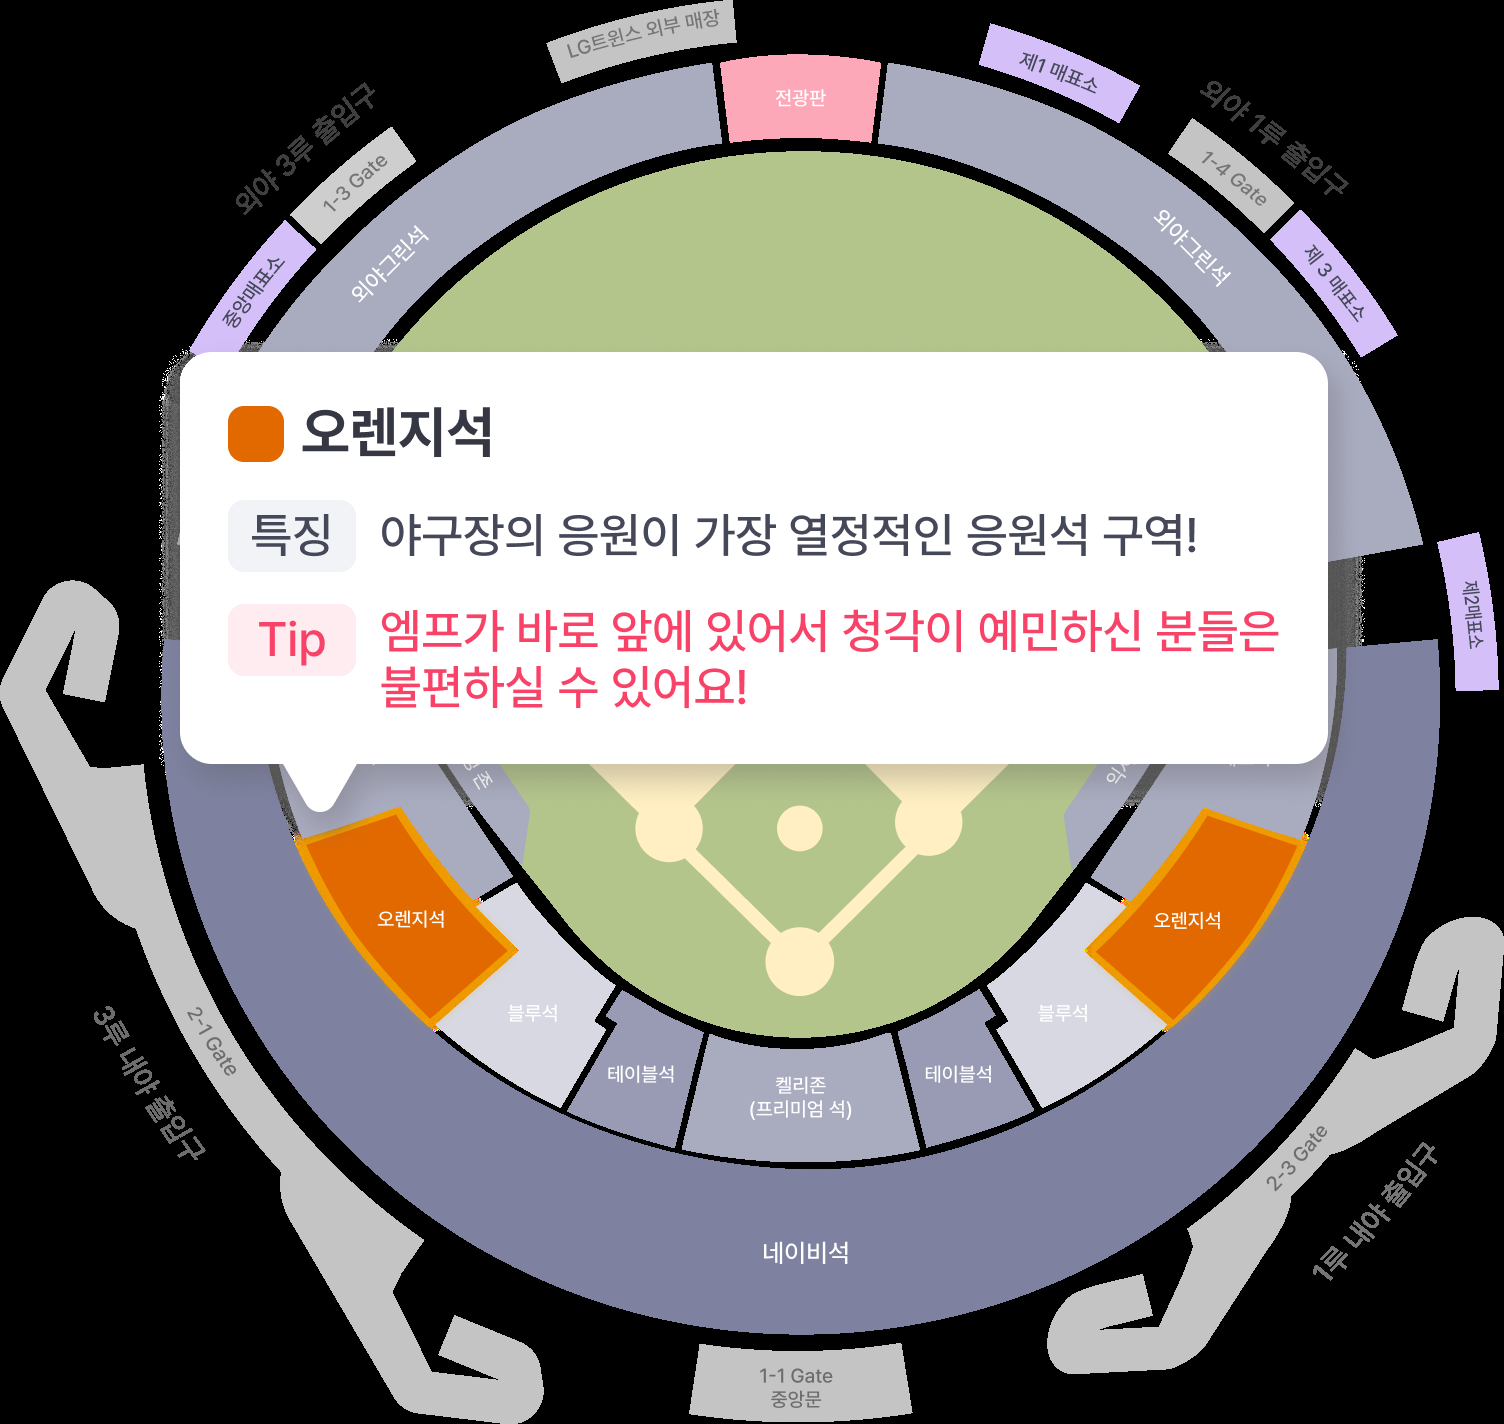 LG트윈스 외부 매장
전광판
제1 매표소
외야 3루 출입구
1-3 Gate
외야 1루 출입구
1-4 Gate
중앙매표소
외야그린석
외야그린석
제 3 매표소
오렌지석
특징 야구장의 응원이 가장 열정적인 응원석 구역!
Tip 엠프가 바로 앞에 있어서 청각이 예민하신 분들은
불편하실 수 있어요!
제2매표소
오렌지석
오렌지석
블루석
블루석
테이블석
테이블석
켈리존
(프리미엄 석)
2-1 Gate
3루 내야 출입구
2-3 Gate
1루 내야 출입구
네이비석
1-1 Gate
중앙문